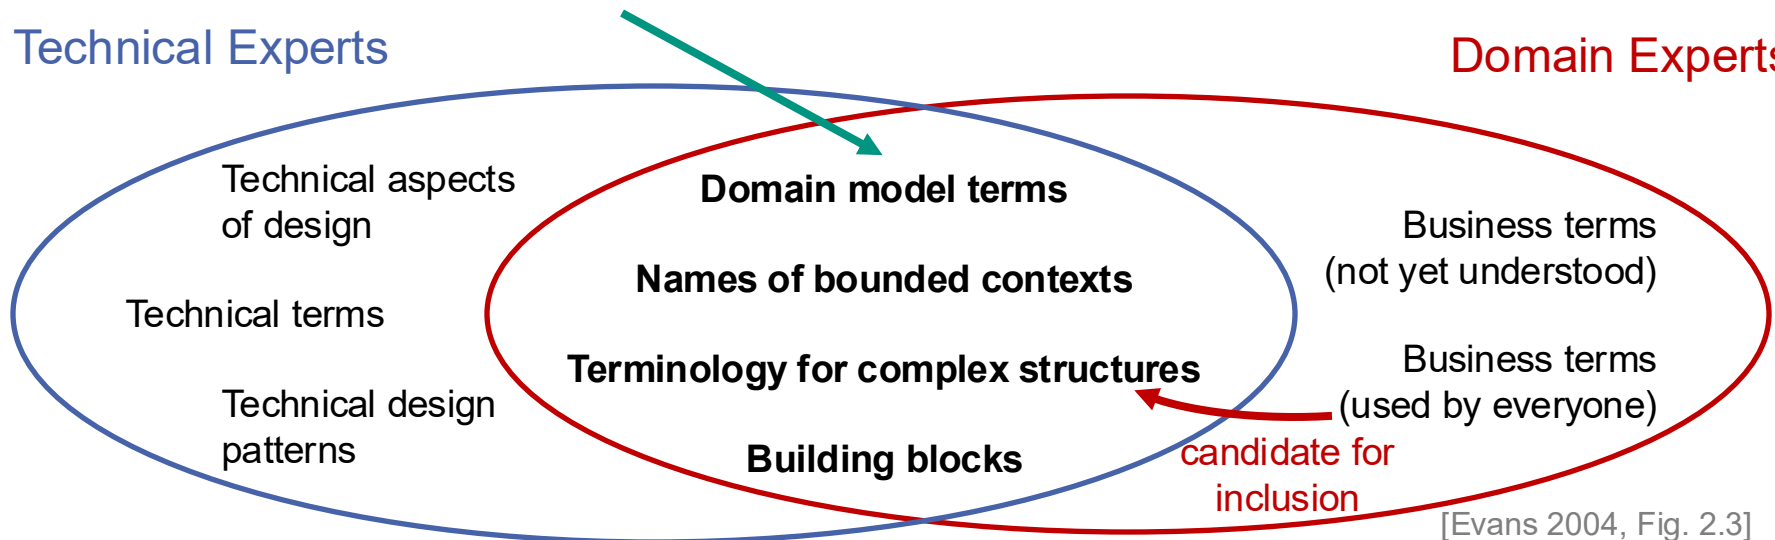 Technical Experts
Domain Experts
Technical aspects
of design
Technical terms
Technical design
patterns
Domain model terms
Names of bounded contexts
Terminology for complex structures
Building blocks
Business terms
(not yet understood)
Business terms
(used by everyone)
candidate for
inclusion
[Evans 2004, Fig. 2.3]